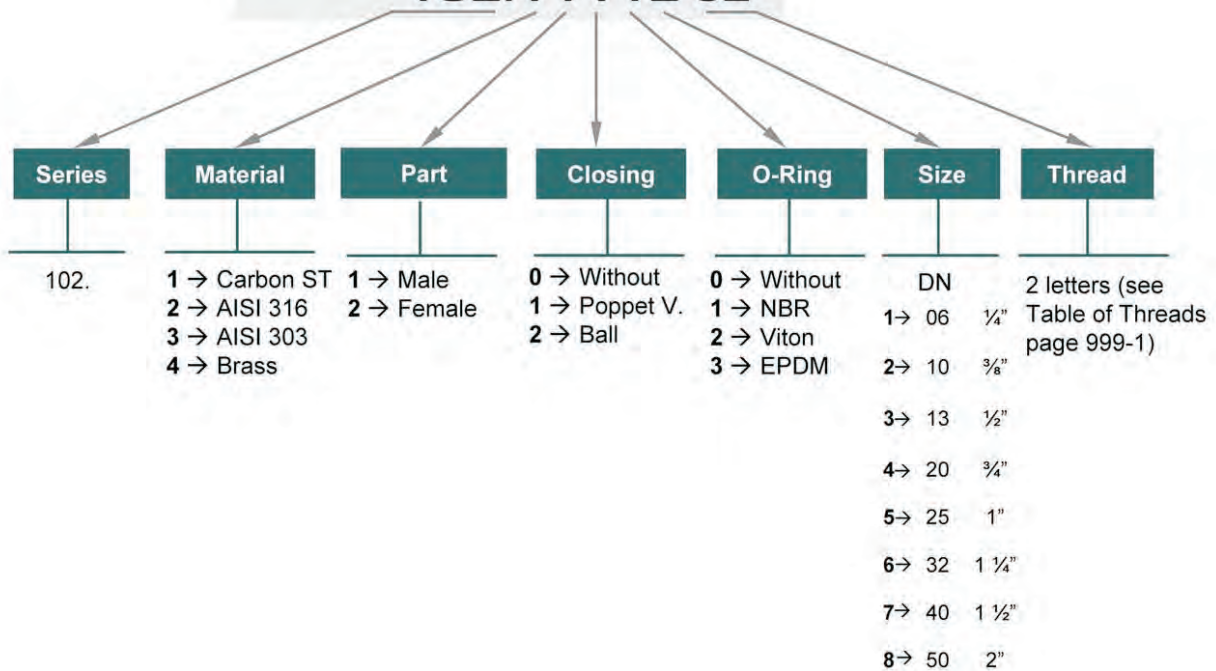 Series
Material
Part
Closing
O-Ring
Size
Thread
102.
1 → Carbon ST
2 → AISI 316
3 → AISI 303
4 → Brass
1 → Male
2 → Female
0 → Without
1 → Poppet V.
2 → Ball
0 → Without
1 → NBR
2 → Viton
3 → EPDM
DN
1→ 06 ¼”
2→ 10 ⅜”
3→ 13 ½”
4→ 20 ¾”
5→ 25 1”
6→ 32 1 ¼”
7→ 40 1 ½”
8→ 50 2”
2 letters (see
Table of Threads
page 999-1)